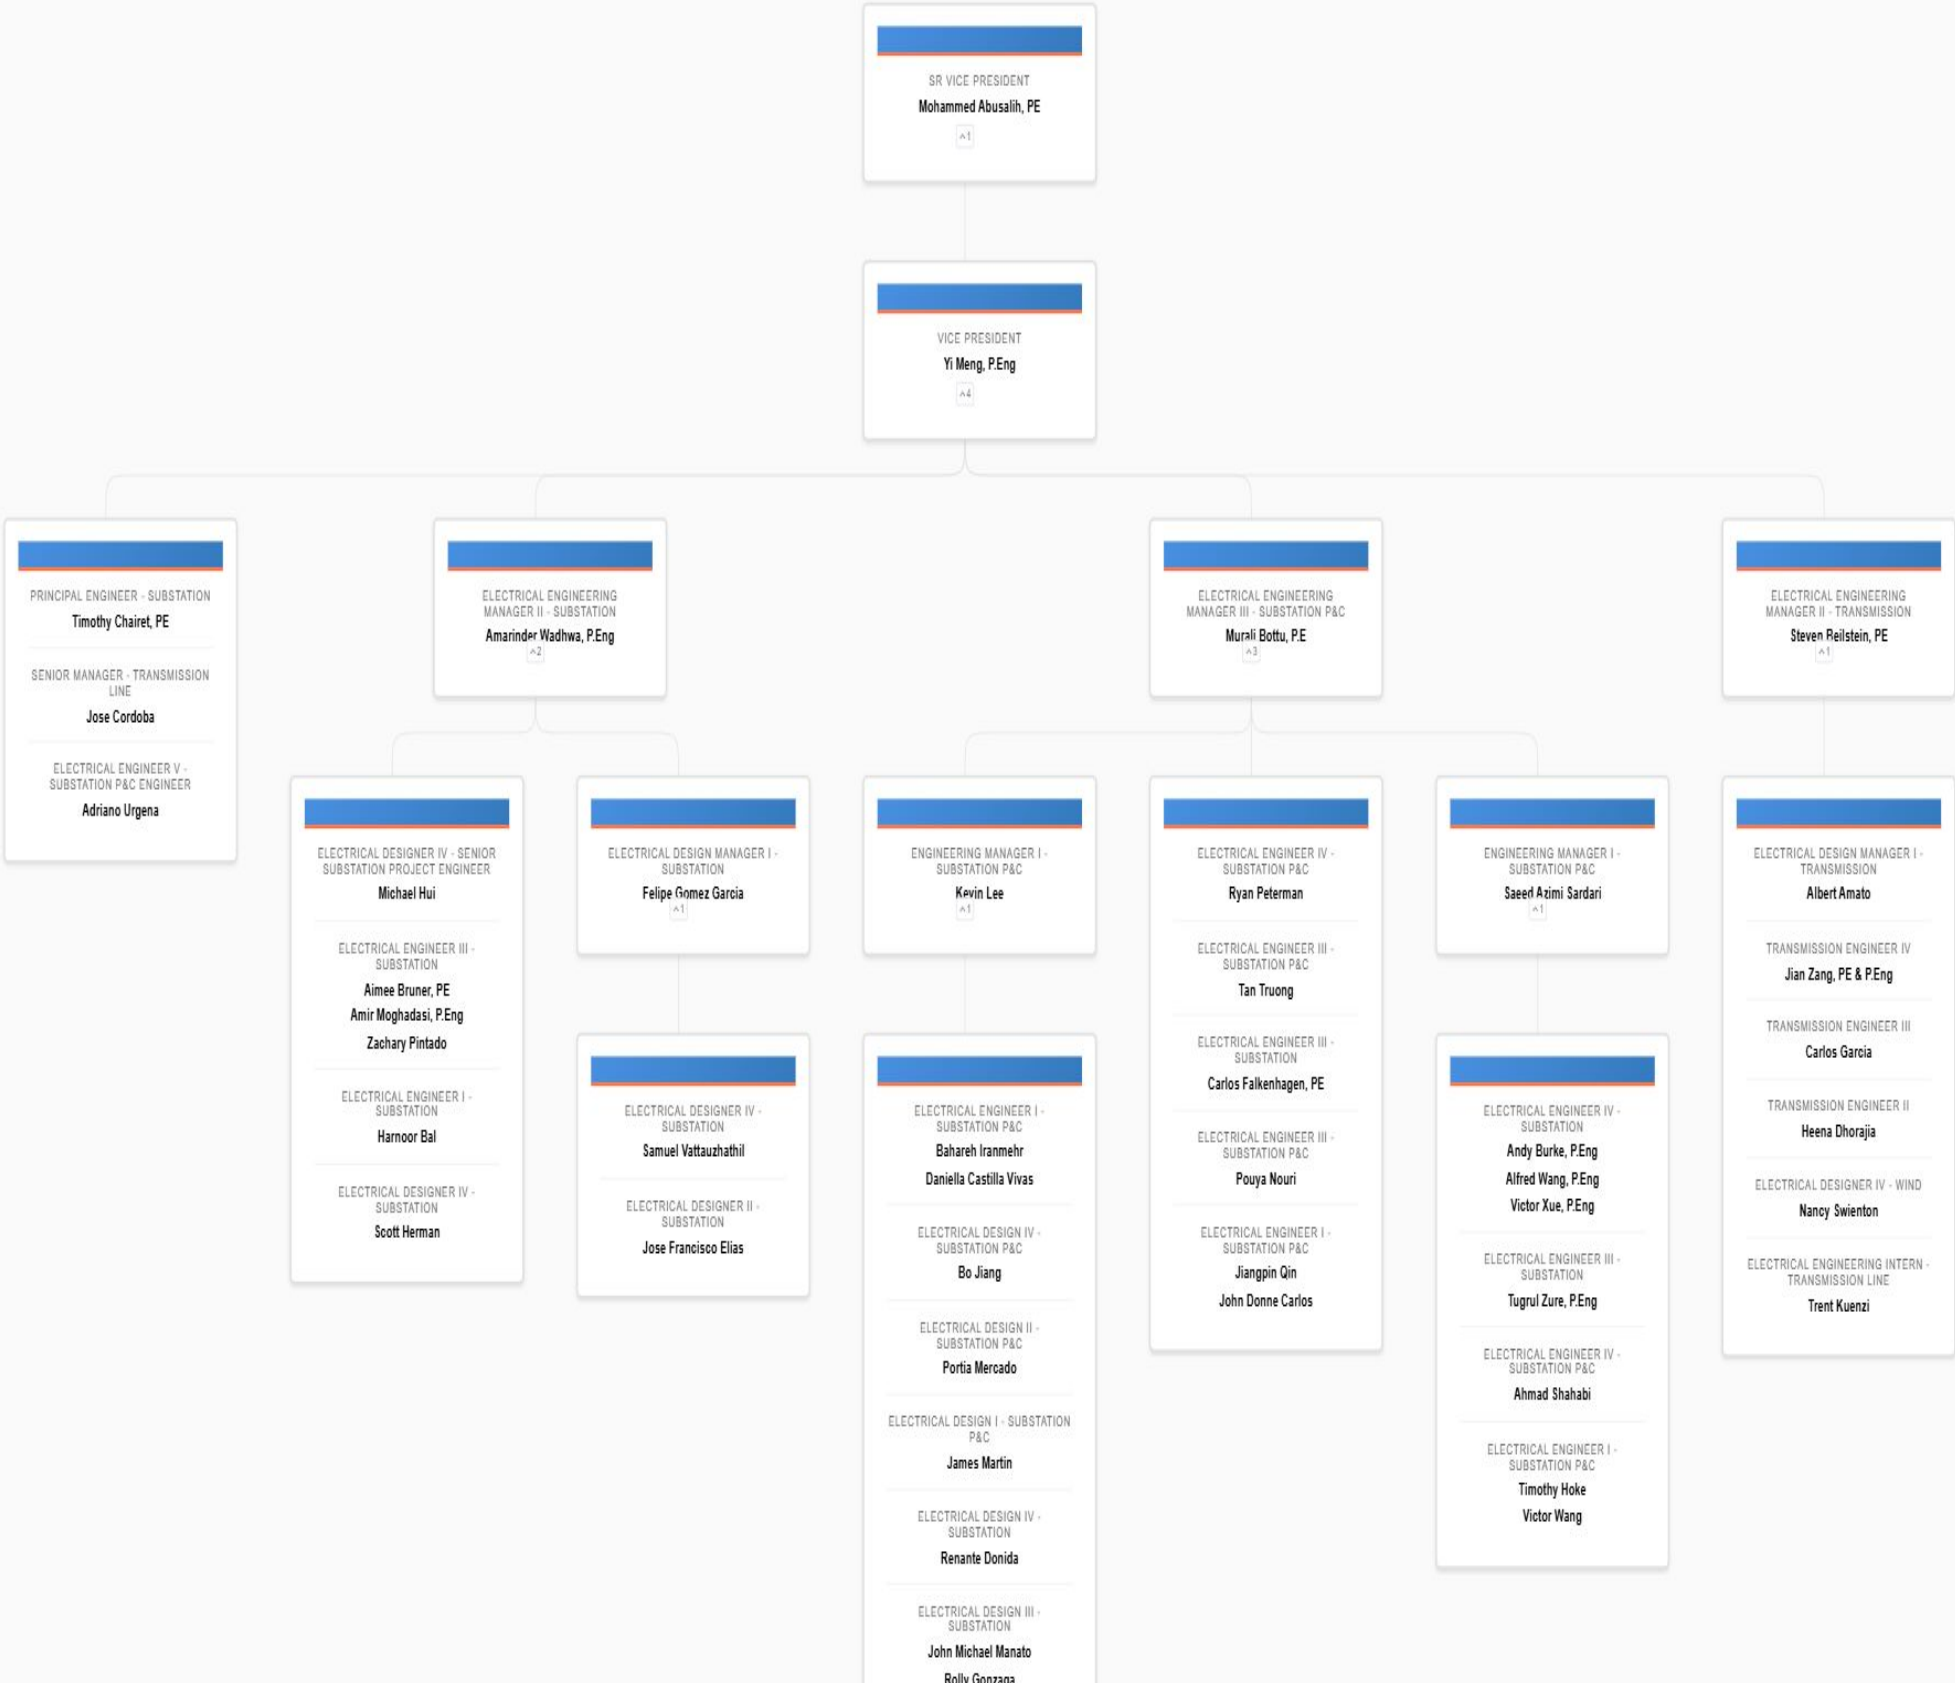 SR VICE PRESIDENT
Mohammed Abusalih, PE
^1
VICE PRESIDENT
Yi Meng, P.Eng
^4
PRINCIPAL ENGINEER - SUBSTATION
Timothy Chairet, PE
SENIOR MANAGER - TRANSMISSION
LINE
Jose Cordoba
ELECTRICAL ENGINEER V -
SUBSTATION P&C ENGINEER
Adriano Urgena
ELECTRICAL ENGINEERING
MANAGER II - SUBSTATION
Amarinder Wadhwa, P.Eng
^2
ELECTRICAL ENGINEERING
MANAGER III - SUBSTATION P&C
Murali Bottu, P.E
^3
ELECTRICAL ENGINEERING
MANAGER II - TRANSMISSION
Steven Beilstein, PE
^1
ELECTRICAL DESIGNER IV - SENIOR
SUBSTATION PROJECT ENGINEER
Michael Hui
ELECTRICAL ENGINEER III -
SUBSTATION
Aimee Bruner, PE
Amir Moghadasi, P.Eng
Zachary Pintado
ELECTRICAL ENGINEER I -
SUBSTATION
Harnoor Bal
ELECTRICAL DESIGNER IV -
SUBSTATION
Scott Herman
ELECTRICAL DESIGN MANAGER I -
SUBSTATION
Felipe Gomez Garcia
^1
ELECTRICAL DESIGNER IV -
SUBSTATION
Samuel Vattauzhathil
ELECTRICAL DESIGNER II -
SUBSTATION
Jose Francisco Elias
ENGINEERING MANAGER I -
SUBSTATION P&C
Kevin Lee
^1
ELECTRICAL ENGINEER I -
SUBSTATION P&C
Bahareh Iranmehr
Daniella Castilla Vivas
ELECTRICAL DESIGN IV -
SUBSTATION P&C
Bo Jiang
ELECTRICAL DESIGN II -
SUBSTATION P&C
Portia Mercado
ELECTRICAL DESIGN I - SUBSTATION
P&C
James Martin
ELECTRICAL DESIGN IV -
SUBSTATION
Renante Donida
ELECTRICAL DESIGN III -
SUBSTATION
John Michael Manato
Rolly Gonzaga
ELECTRICAL ENGINEER IV -
SUBSTATION P&C
Ryan Peterman
ELECTRICAL ENGINEER III -
SUBSTATION P&C
Tan Truong
ELECTRICAL ENGINEER III -
SUBSTATION
Carlos Falkenhagen, PE
ELECTRICAL ENGINEER III -
SUBSTATION P&C
Pouya Nouri
ELECTRICAL ENGINEER I -
SUBSTATION P&C
Jiangpin Qin
John Donne Carlos
ENGINEERING MANAGER I -
SUBSTATION P&C
Saeed Azimi Sardari
^1
ELECTRICAL ENGINEER IV -
SUBSTATION
Andy Burke, P.Eng
Alfred Wang, P.Eng
Victor Xue, P.Eng
ELECTRICAL ENGINEER III -
SUBSTATION
Tugrul Zure, P.Eng
ELECTRICAL ENGINEER IV -
SUBSTATION P&C
Ahmad Shahabi
ELECTRICAL ENGINEER I -
SUBSTATION P&C
Timothy Hoke
Victor Wang
ELECTRICAL DESIGN MANAGER I -
TRANSMISSION
Albert Amato
TRANSMISSION ENGINEER IV
Jian Zang, PE & P.Eng
TRANSMISSION ENGINEER III
Carlos Garcia
TRANSMISSION ENGINEER II
Heena Dhorajia
ELECTRICAL DESIGNER IV - WIND
Nancy Swienton
ELECTRICAL ENGINEERING INTERN -
TRANSMISSION LINE
Trent Kuenzi